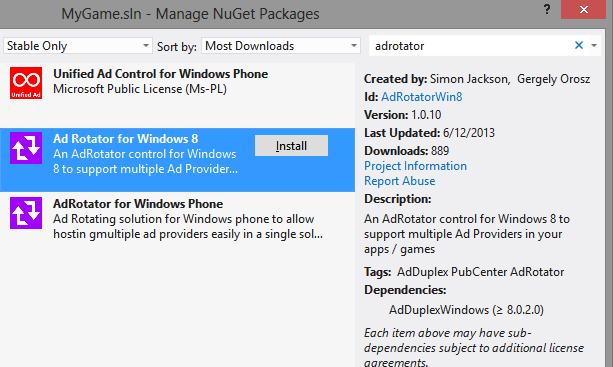 MyGame.sln - Manage NuGet Packages
?
Stable Only
Sort by: Most Downloads
adrotator
Unified Ad Control for Windows Phone
Microsoft Public License (Ms-PL)
Unified Ad
Ad Rotator for Windows 8
An AdRotator control for Windows
8 to support multiple Ad Provider...
Install
AdRotator for Windows Phone
Ad Rotating solution for Windows phone to allow
hostin gmultiple ad providers easily in a single sol...
Created by: Simon Jackson, Gergely Orosz
Id: AdRotatorWin8
Version: 1.0.10
Last Updated: 6/12/2013
Downloads: 889
Project Information
Report Abuse
Description:
An AdRotator control for Windows 8 to
support multiple Ad Providers in your
apps / games
Tags: AdDuplex PubCenter AdRotator
Dependencies:
AdDuplexWindows (≥ 8.0.2.0)
Each item above may have sub-
dependencies subject to additional license
agreements.